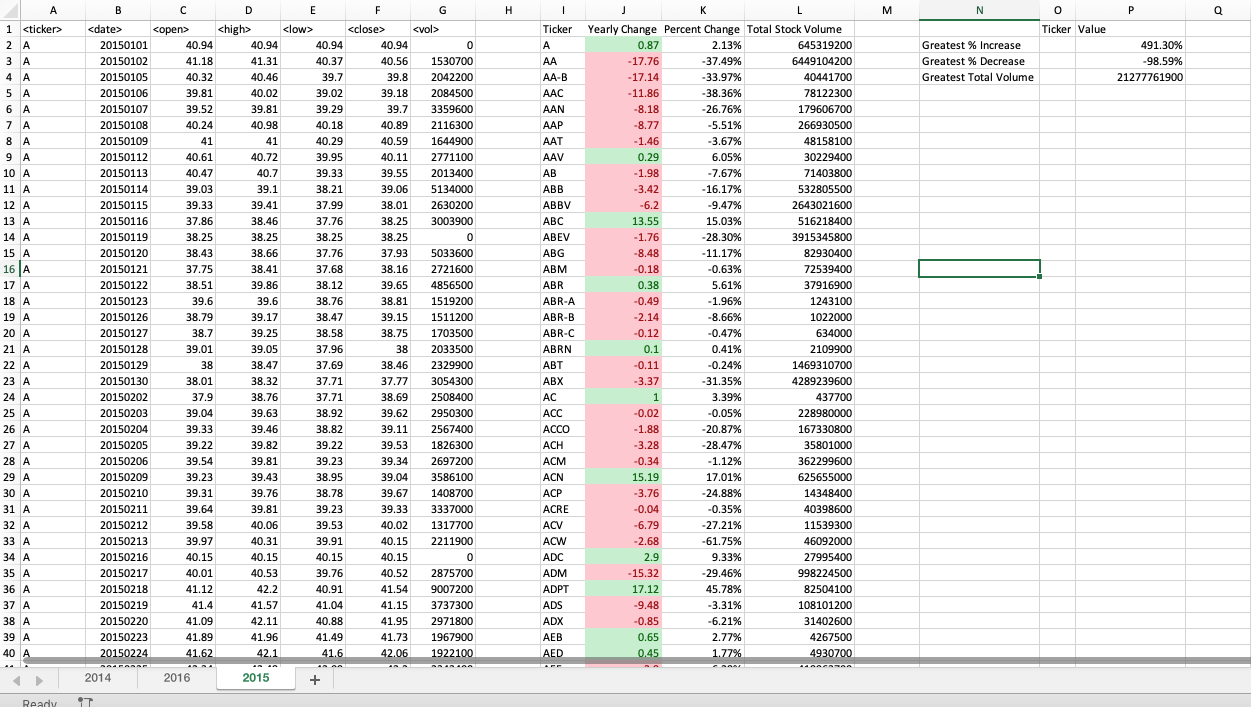 A B C D E F G H I J K L M N O P Q
1 <ticker> <date> <open> <high> <low> <close> <vol> Ticker Yearly Change Percent Change Total Stock Volume Ticker Value
2 A 20150101 40.94 40.94 40.94 40.94 0 A 0.87 2.13% 645319200 Greatest % Increase 491.30%
3 A 20150102 41.18 41.31 40.37 40.56 1530700 AA -17.76 -37.49% 6449104200 Greatest % Decrease -98.59%
4 A 20150105 40.32 40.46 39.7 39.8 2042200 AA-B -17.14 -33.97% 40441700 Greatest Total Volume 21277761900
5 A 20150106 39.81 40.02 39.02 39.18 2084500 AAC -11.86 -38.36% 78122300
6 A 20150107 39.52 39.81 39.29 39.7 3359600 AAN -8.18 -26.76% 179606700
7 A 20150108 40.24 40.98 40.18 40.89 2116300 AAP -8.77 -5.51% 266930500
8 A 20150109 41 41 40.29 40.59 1644900 AAT -1.46 -3.67% 48158100
9 A 20150112 40.61 40.72 39.95 40.11 2771100 AAV 0.29 6.05% 30229400
10 A 20150113 40.47 40.7 39.33 39.55 2013400 AB -1.98 -7.67% 71403800
11 A 20150114 39.03 39.1 38.21 39.06 5134000 ABB -3.42 -16.17% 532805500
12 A 20150115 39.33 39.41 37.99 38.01 2630200 ABBV -6.2 -9.47% 2643021600
13 A 20150116 37.86 38.46 37.76 38.25 3003900 ABC 13.55 15.03% 516218400
14 A 20150119 38.25 38.25 38.25 38.25 0 ABEV -1.76 -28.30% 3915345800
15 A 20150120 38.43 38.66 37.76 37.93 5033600 ABG -8.48 -11.17% 82930400
16 A 20150121 37.75 38.41 37.68 38.16 2721600 ABM -0.18 -0.63% 72539400
17 A 20150122 38.51 39.86 38.12 39.65 4856500 ABR 0.38 5.61% 37916900
18 A 20150123 39.6 39.6 38.76 38.81 1519200 ABR-A -0.49 -1.96% 1243100
19 A 20150126 38.79 39.17 38.47 39.15 1511200 ABR-B -2.14 -8.66% 1022000
20 A 20150127 38.7 39.25 38.58 38.75 1703500 ABR-C -0.12 -0.47% 634000
21 A 20150128 39.01 39.05 37.96 38 2033500 ABRN 0.1 0.41% 2109900
22 A 20150129 38 38.47 37.69 38.46 2329900 ABT -0.11 -0.24% 1469310700
23 A 20150130 38.01 38.32 37.71 37.77 3054300 ABX -3.37 -31.35% 4289239600
24 A 20150202 37.9 38.76 37.71 38.69 2508400 AC 1 3.39% 437700
25 A 20150203 39.04 39.63 38.92 39.62 2950300 ACC -0.02 -0.05% 228980000
26 A 20150204 39.33 39.46 38.82 39.11 2567400 ACCO -1.88 -20.87% 167330800
27 A 20150205 39.22 39.82 39.22 39.53 1826300 ACH -3.28 -28.47% 35801000
28 A 20150206 39.54 39.81 39.23 39.34 2697200 ACM -0.34 -1.12% 362299600
29 A 20150209 39.23 39.43 38.95 39.04 3586100 ACN 15.19 17.01% 625655000
30 A 20150210 39.31 39.76 38.78 39.67 1408700 ACP -3.76 -24.88% 14348400
31 A 20150211 39.64 39.81 39.23 39.33 3337000 ACRE -0.04 -0.35% 40398600
32 A 20150212 39.58 40.06 39.53 40.02 1317700 ACV -6.79 -27.21% 11539300
33 A 20150213 39.97 40.31 39.91 40.15 2211900 ACW -2.68 -61.75% 46092000
34 A 20150216 40.15 40.15 40.15 40.15 0 ADC 2.9 9.33% 27995400
35 A 20150217 40.01 40.53 39.76 40.52 2875700 ADM -15.32 -29.46% 998224500
36 A 20150218 41.12 42.2 40.91 41.54 9007200 ADPT 17.12 45.78% 82504100
37 A 20150219 41.4 41.57 41.04 41.15 3737300 ADS -9.48 -3.31% 108101200
38 A 20150220 41.09 42.11 40.88 41.95 2971800 ADX -0.85 -6.21% 31402600
39 A 20150223 41.89 41.96 41.49 41.73 1967900 AEB 0.65 2.77% 4267500
40 A 20150224 41.62 42.1 41.6 42.06 1922100 AED 0.45 1.77% 4930700
2014 2016 2015 +
Ready